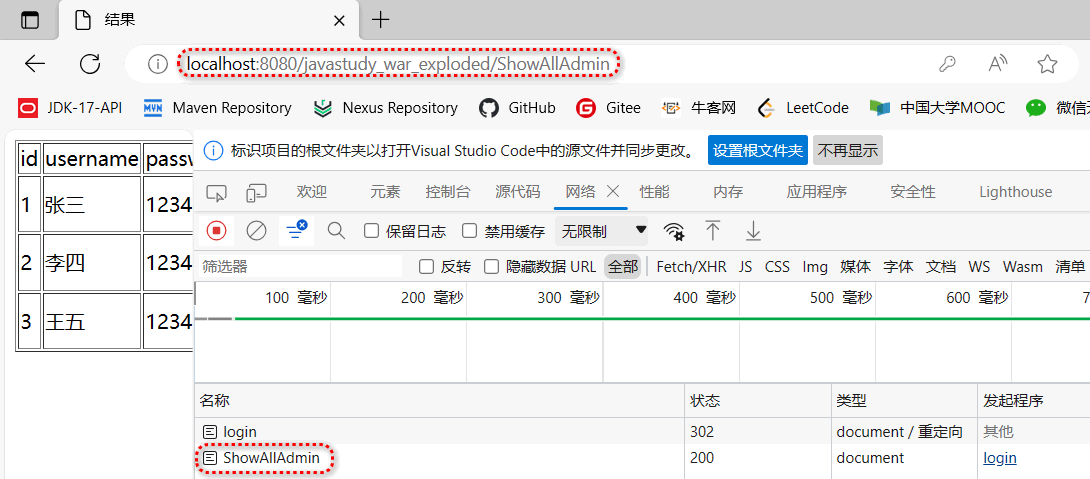 结果
localhost:8080/javastudy_war_exploded/ShowAllAdmin
JDK-17-API Maven Repository Nexus Repository GitHub Gitee 牛客网 LeetCode 中国大学MOOC 微信
id username passw
1 张三 1234
2 李四 1234
3 王五 1234
标识项目的根文件夹以打开Visual Studio Code中的源文件并同步更改。 设置根文件夹 不再显示
欢迎 元素 控制台 源代码 网络 性能 内存 应用程序 安全性 Lighthouse
保留日志 禁用缓存 无限制
筛选器 反转 隐藏数据 URL 全部 Fetch/XHR JS CSS Img 媒体 字体 文档 WS Wasm 清单
100 毫秒 200 毫秒 300 毫秒 400 毫秒 500 毫秒 600 毫秒 7
名称 状态 类型 发起程序
login 302 document / 重定向 其他
ShowAllAdmin 200 document login